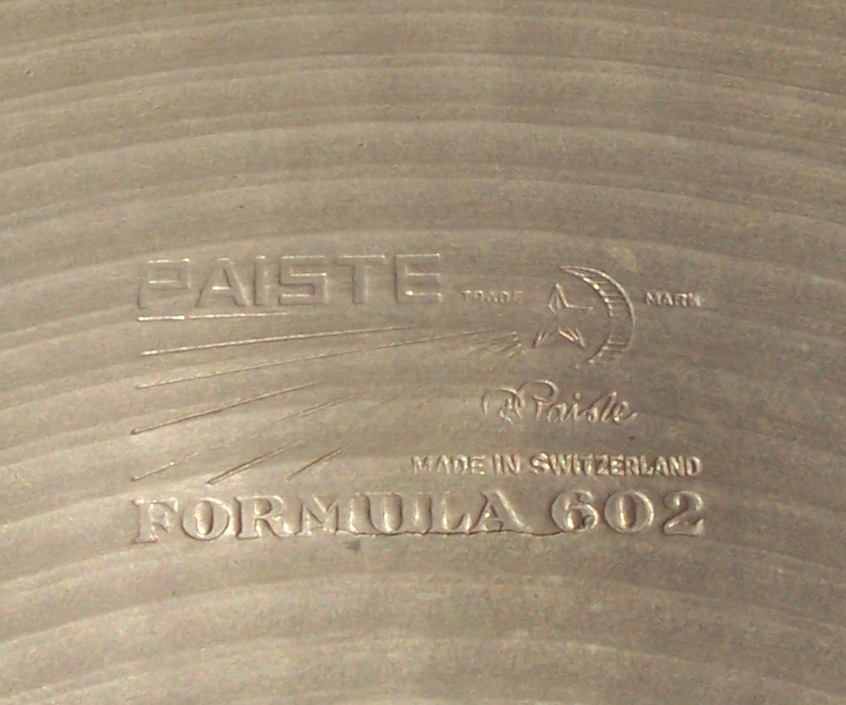 PAISTE TRADE MARK
Paiste
MADE IN SWITZERLAND
FORMULA 602